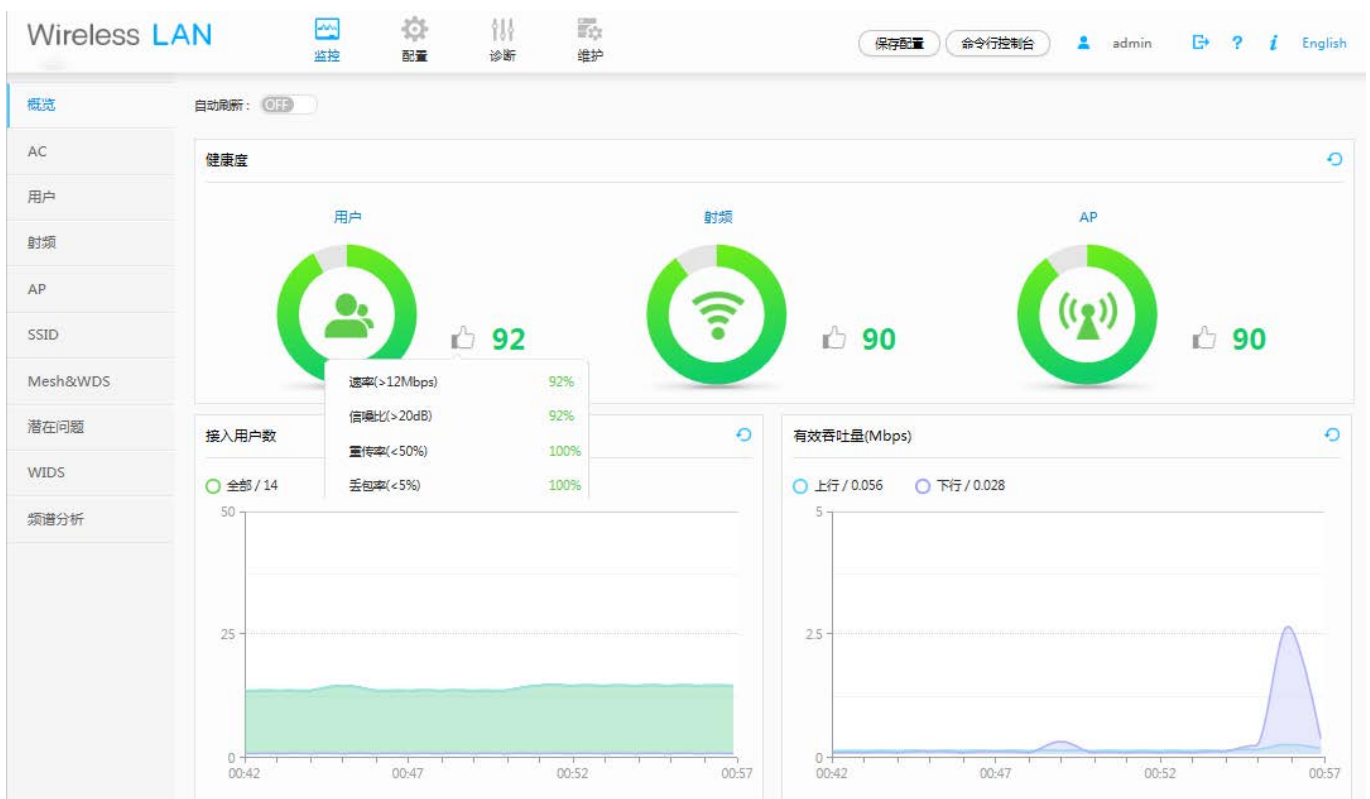 Wireless LAN
监控 配置 诊断 维护
保存配置 命令行控制台 admin ? i English
概览
AC
用户
射频
AP
SSID
Mesh&WDS
潜在问题
WIDS
频谱分析
自动刷新: OFF
健康度
用户 射频 AP
92 90 90
速率(>12Mbps) 92%
信噪比(>20dB) 92%
重传率(<50%) 100%
丢包率(<5%) 100%
接入用户数
全部 / 14
50
25
0
00:42 00:47 00:52 00:57
有效吞吐量(Mbps)
上行 / 0.056 下行 / 0.028
5
2.5
0
00:42 00:47 00:52 00:57